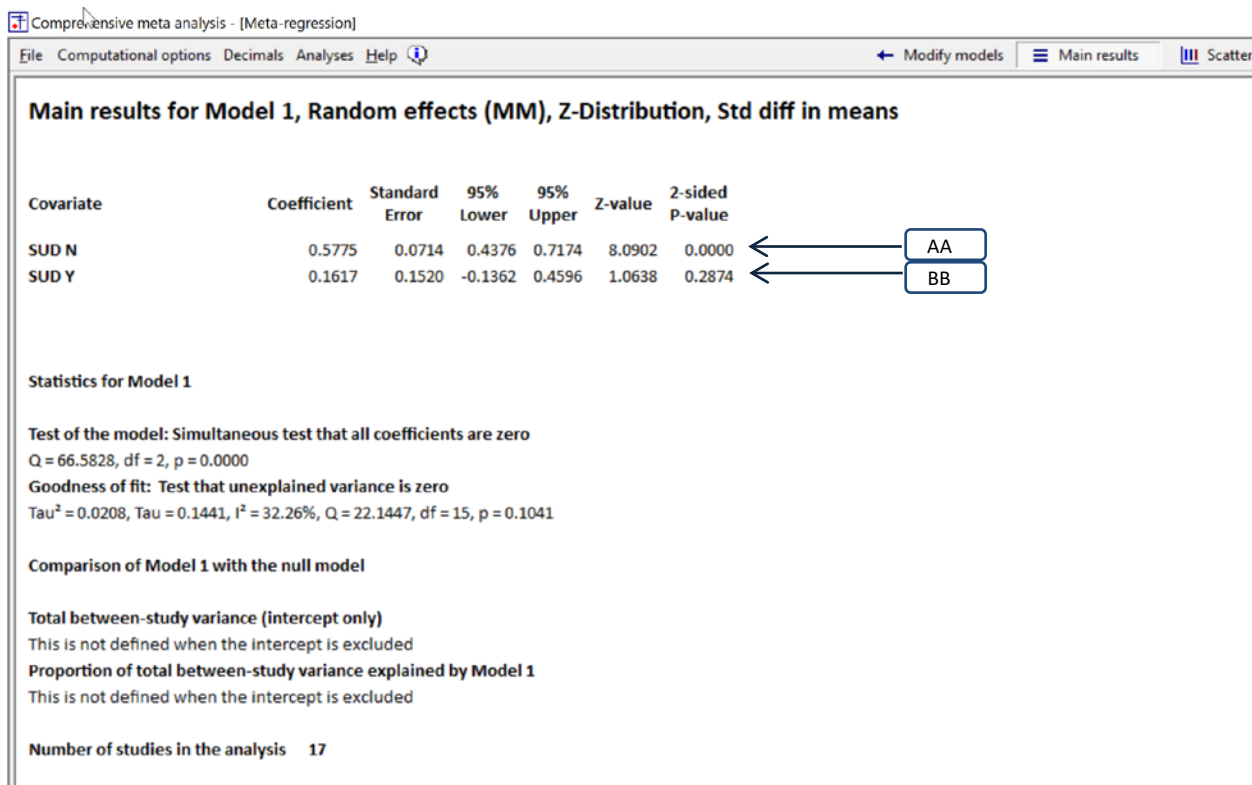 Comprehensive meta analysis - [Meta-regression]
File Computational options Decimals Analyses Help Modify models Main results Scatter
Main results for Model 1, Random effects (MM), Z-Distribution, Std diff in means
Covariate Coefficient Standard Error 95% Lower 95% Upper Z-value 2-sided P-value
SUD N 0.5775 0.0714 0.4376 0.7174 8.0902 0.0000 AA
SUD Y 0.1617 0.1520 -0.1362 0.4596 1.0638 0.2874 BB
Statistics for Model 1
Test of the model: Simultaneous test that all coefficients are zero
Q = 66.5828, df = 2, p = 0.0000
Goodness of fit: Test that unexplained variance is zero
Tau² = 0.0208, Tau = 0.1441, I² = 32.26%, Q = 22.1447, df = 15, p = 0.1041
Comparison of Model 1 with the null model
Total between-study variance (intercept only)
This is not defined when the intercept is excluded
Proportion of total between-study variance explained by Model 1
This is not defined when the intercept is excluded
Number of studies in the analysis 17